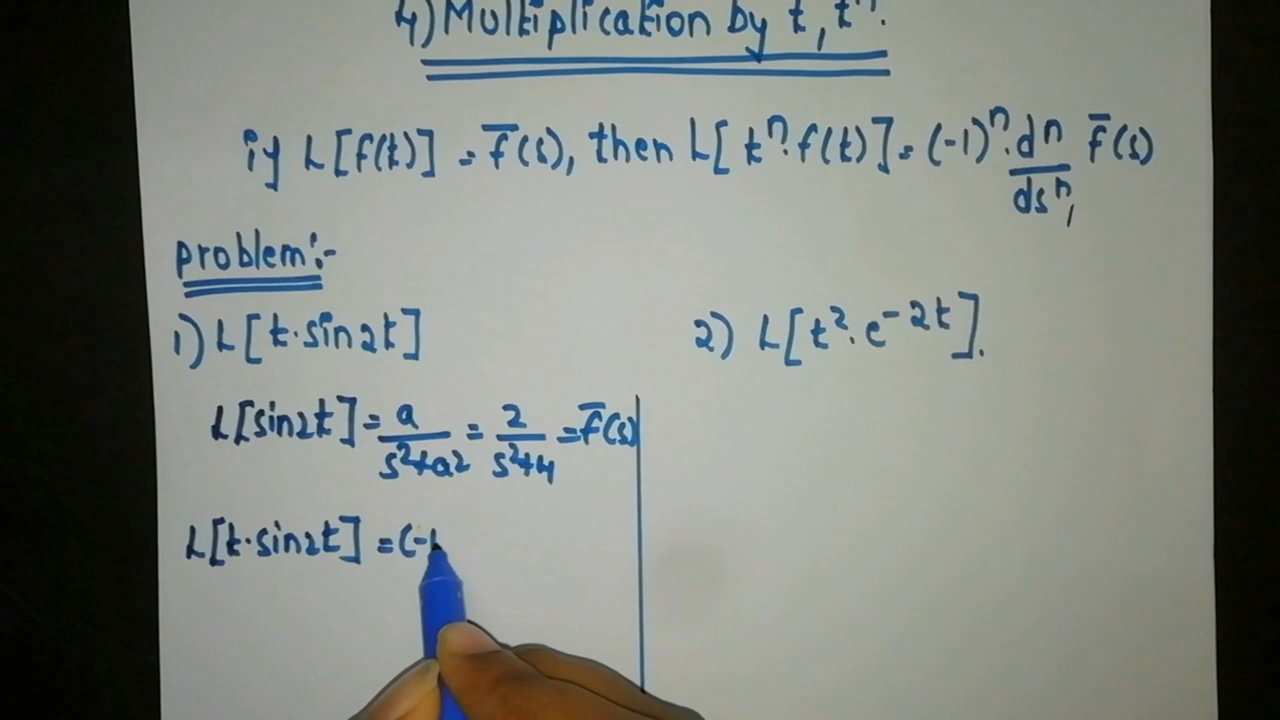 4) Multiplication by t, tⁿ.
if L[f(t)] = f̅(s), then L[tⁿ. f(t)] = (-1)ⁿ. dⁿ/dsⁿ, f̅(s)
problem:-
1) L[t·sin2t]
L[sin2t] = a/s²+a² = 2/s²+4 = f̅(s)
L[t·sin2t] = (-1
2) L[t². e⁻²ᵗ].